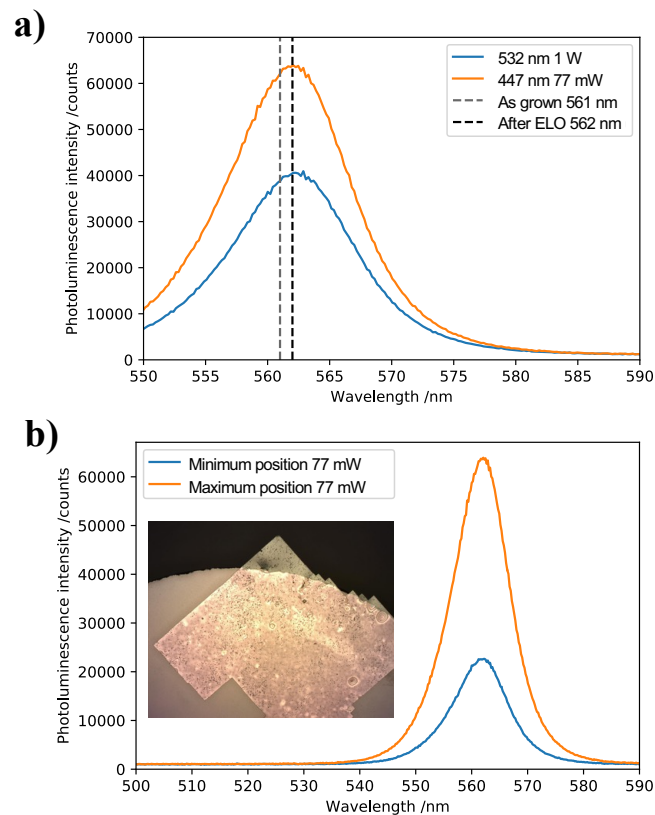 a)
70000
60000
50000
40000
30000
20000
10000
0
Photoluminescence intensity /counts
532 nm 1 W
447 nm 77 mW
As grown 561 nm
After ELO 562 nm
550 555 560 565 570 575 580 585 590
Wavelength /nm
b)
60000
50000
40000
30000
20000
10000
0
Photoluminescence intensity /counts
Minimum position 77 mW
Maximum position 77 mW
500 510 520 530 540 550 560 570 580 590
Wavelength /nm